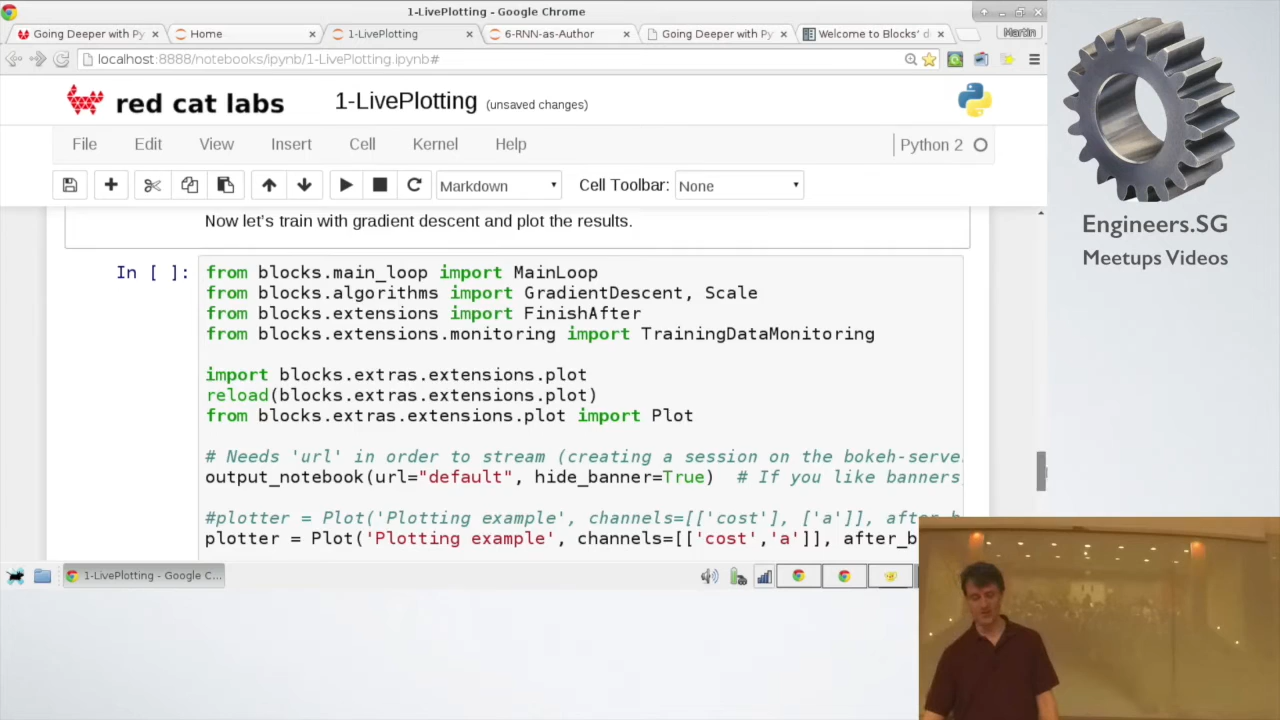 1-LivePlotting - Google Chrome
Going Deeper with Py
Home
1-LivePlotting
6-RNN-as-Author
Going Deeper with Py
Welcome to Blocks' d
Martin
localhost:8888/notebooks/ipynb/1-LivePlotting.ipynb#
red cat labs
1-LivePlotting (unsaved changes)
File Edit View Insert Cell Kernel Help
Python 2
Markdown
Cell Toolbar:
None
Now let's train with gradient descent and plot the results.
In [ ]:
from blocks.main_loop import MainLoop
from blocks.algorithms import GradientDescent, Scale
from blocks.extensions import FinishAfter
from blocks.extensions.monitoring import TrainingDataMonitoring
import blocks.extras.extensions.plot
reload(blocks.extras.extensions.plot)
from blocks.extras.extensions.plot import Plot
# Needs 'url' in order to stream (creating a session on the bokeh-serve
output_notebook(url="default", hide_banner=True) # If you like banners
#plotter = Plot('Plotting example', channels=[['cost'], ['a']], after_b
plotter = Plot('Plotting example', channels=[['cost','a']], after_b
1-LivePlotting - Google C...
Engineers.SG
Meetups Videos